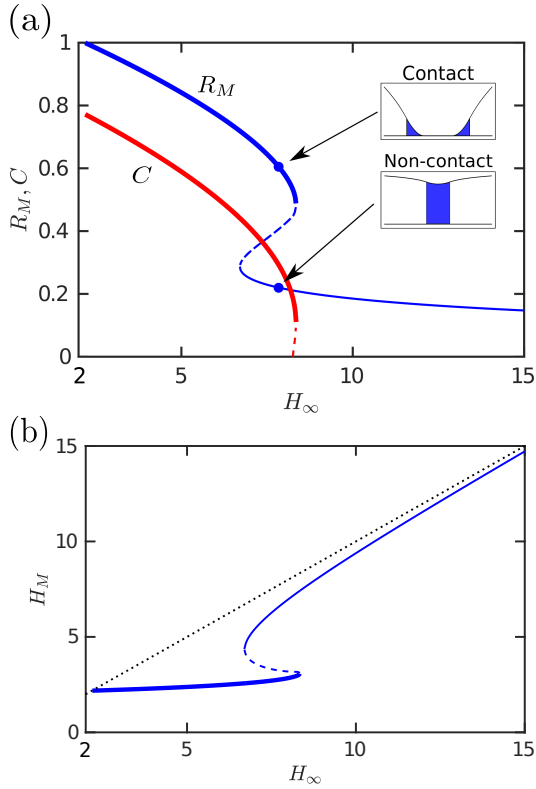 (a)
1
0.8
0.6
0.4
0.2
0
R_M, C
R_M
C
Contact
Non-contact
2 5 10 15
H_∞
(b)
15
10
5
0
H_M
2 5 10 15
H_∞